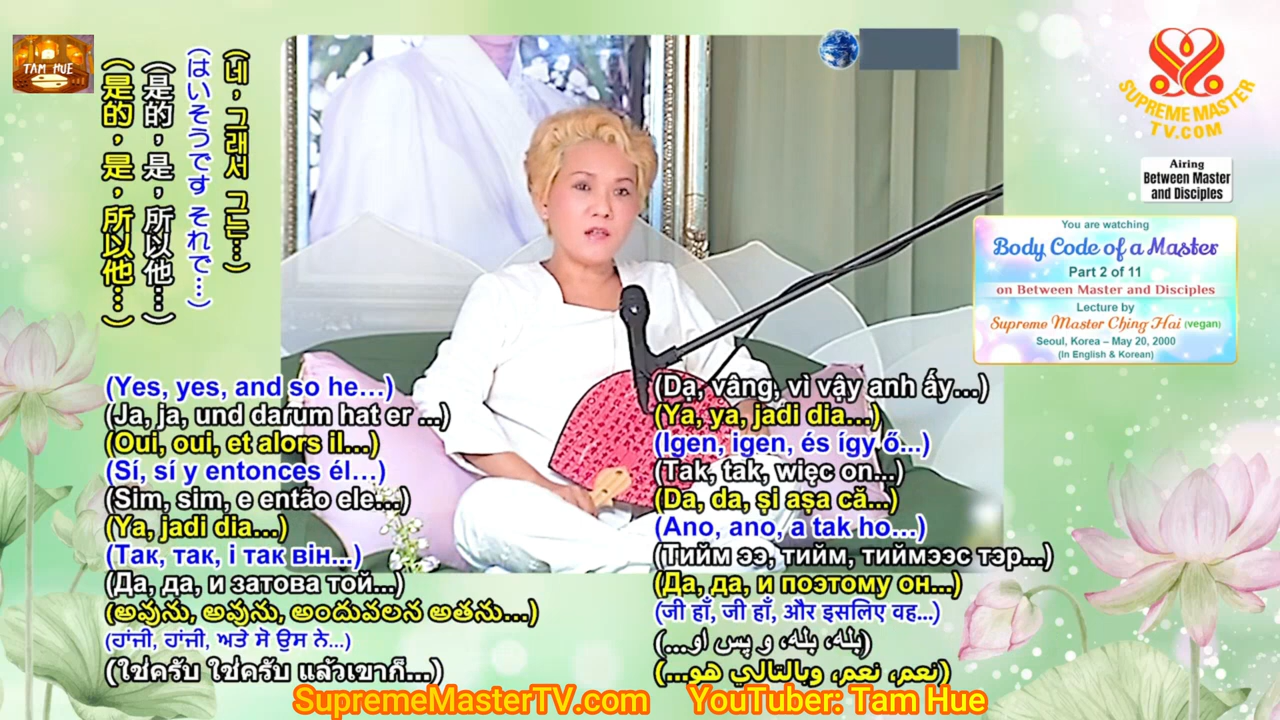 TAM HUE
(네, 그래서 그는…)
(はいそうです それで…)
(是的，是，所以他…)
(是的，是，所以他…)
SUPREME MASTER
TV.COM
Airing
Between Master
and Disciples
You are watching
Body Code of a Master
Part 2 of 11
on Between Master and Disciples
Lecture by
Supreme Master Ching Hai (vegan)
Seoul, Korea – May 20, 2000
(In English & Korean)
(Yes, yes, and so he…)
(Ja, ja, und darum hat er ...)
(Oui, oui, et alors il...)
(Sí, sí y entonces él…)
(Sim, sim, e então ele...)
(Ya, jadi dia...)
(Так, так, і так він...)
(Да, да, и затова той...)
(అవును, అవును, అందువలన అతను...)
(ਹਾਂਜੀ, ਹਾਂਜੀ, ਅਤੇ ਸੋ ਉਸ ਨੇ...)
(ใช่ครับ ใช่ครับ แล้วเขาก็...)
(Dạ, vâng, vì vậy anh ấy...)
(Ya, ya, jadi dia...)
(Igen, igen, és így ő...)
(Tak, tak, więc on...)
(Da, da, și așa că...)
(Ano, ano, a tak ho…)
(Тийм ээ, тийм, тиймээс тэр...)
(Да, да, и поэтому он...)
(जी हाँ, जी हाँ, और इसलिए वह...)
(بله، بله، و پس او...)
(نعم، نعم، وبالتالي هو...)
SupremeMasterTV.com YouTuber: Tam Hue